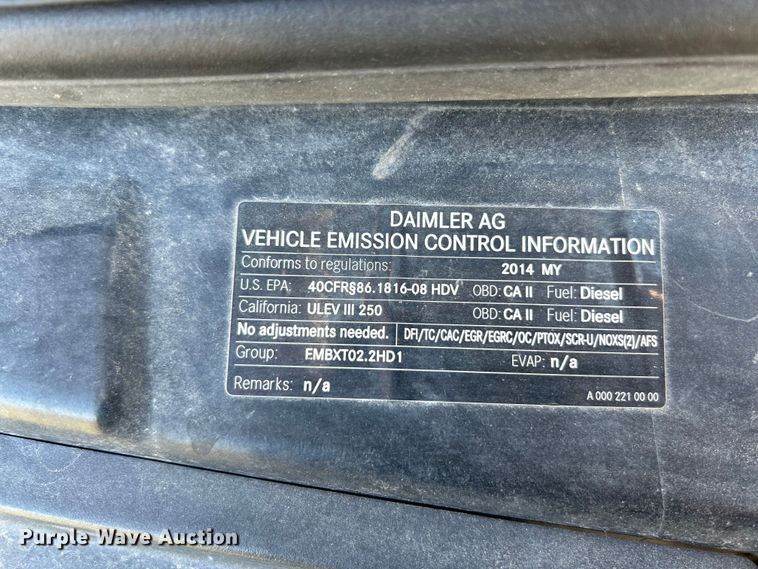 DAIMLER AG
VEHICLE EMISSION CONTROL INFORMATION
Conforms to regulations: 2014 MY
U.S. EPA: 40CFR§86.1816-08 HDV OBD: CA II Fuel: Diesel
California: ULEV III 250 OBD: CA II Fuel: Diesel
No adjustments needed. DFI/TC/CAC/EGR/EGRC/OC/PTOX/SCR-U/NOXS(2)/AFS
Group: EMBXT02.2HD1 EVAP: n/a
Remarks: n/a A 000 221 00 00
Purple Wave Auction